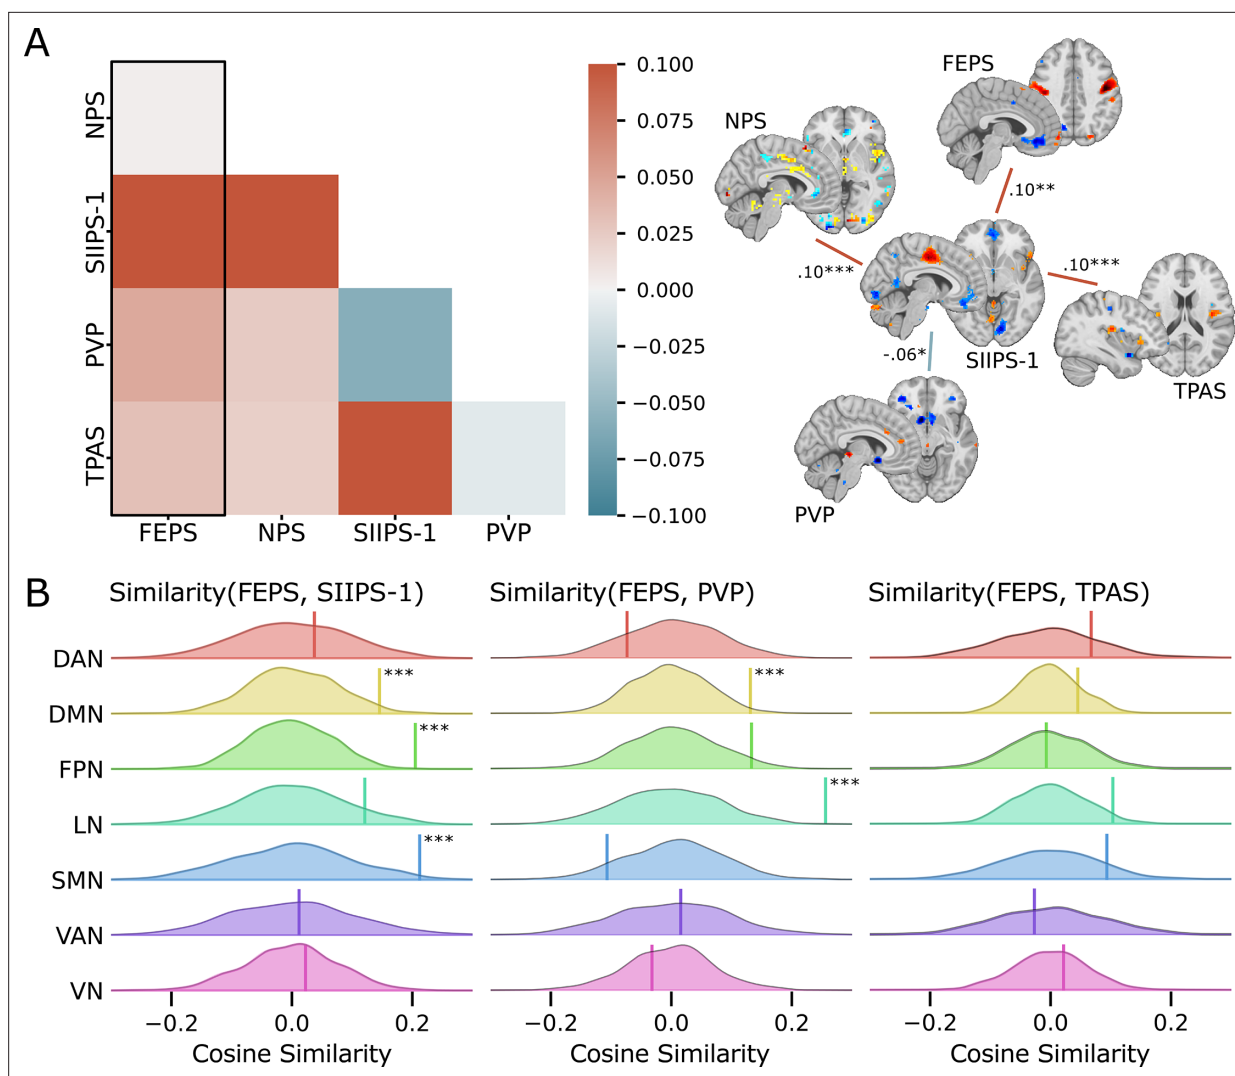 A
NPS
SIIPS-1
PVP
TPAS
FEPS
NPS
SIIPS-1
PVP
0.100
0.075
0.050
0.025
0.000
−0.025
−0.050
−0.075
−0.100
FEPS
NPS
.10**
.10***
.10***
-.06*
SIIPS-1
TPAS
PVP
B
Similarity(FEPS, SIIPS-1)
Similarity(FEPS, PVP)
Similarity(FEPS, TPAS)
DAN
DMN
***
***
FPN
***
LN
***
SMN
***
VAN
VN
−0.2
0.0
0.2
−0.2
0.0
0.2
−0.2
0.0
0.2
Cosine Similarity
Cosine Similarity
Cosine Similarity